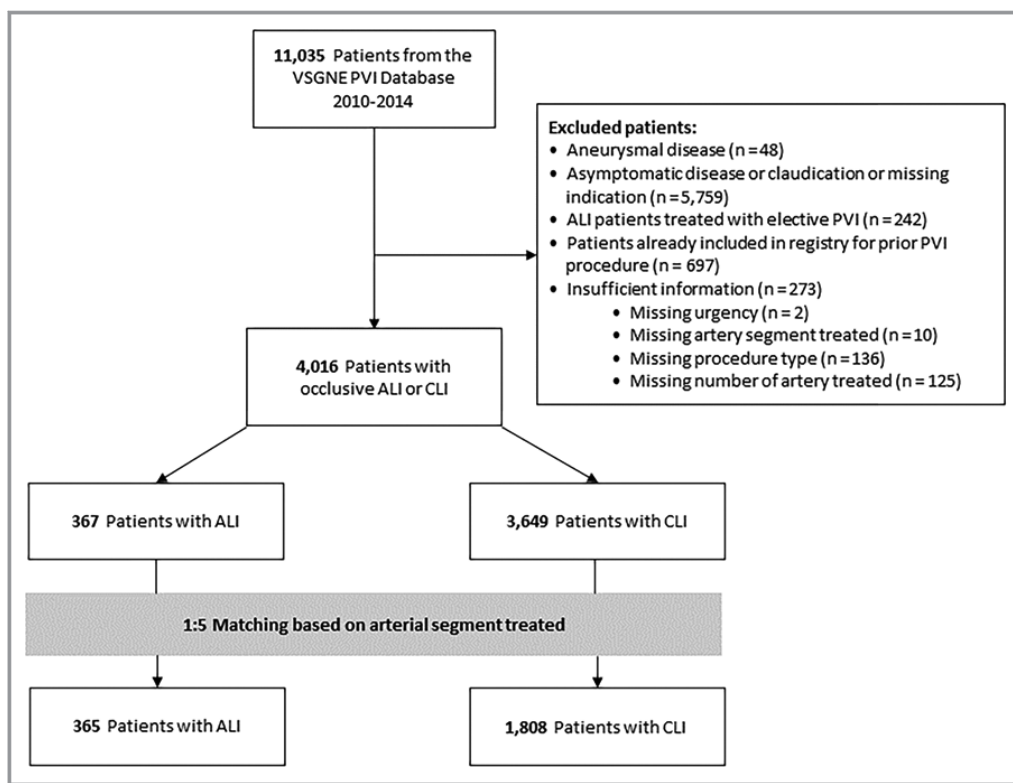 11,035 Patients from the
VSGNE PVI Database
2010-2014
Excluded patients:
• Aneurysmal disease (n = 48)
• Asymptomatic disease or claudication or missing
indication (n = 5,759)
• ALI patients treated with elective PVI (n = 242)
• Patients already included in registry for prior PVI
procedure (n = 697)
• Insufficient information (n = 273)
• Missing urgency (n = 2)
• Missing artery segment treated (n = 10)
• Missing procedure type (n = 136)
• Missing number of artery treated (n = 125)
4,016 Patients with
occlusive ALI or CLI
367 Patients with ALI
3,649 Patients with CLI
1:5 Matching based on arterial segment treated
365 Patients with ALI
1,808 Patients with CLI